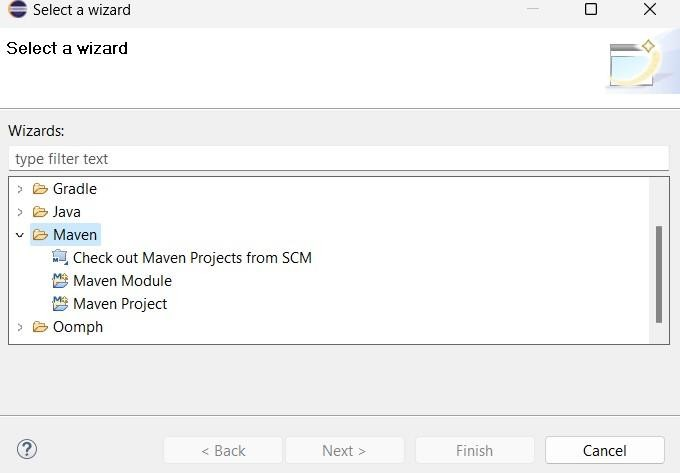 Select a wizard
Select a wizard
Wizards:
type filter text
Gradle
Java
Maven
Check out Maven Projects from SCM
Maven Module
Maven Project
Oomph
< Back Next > Finish Cancel